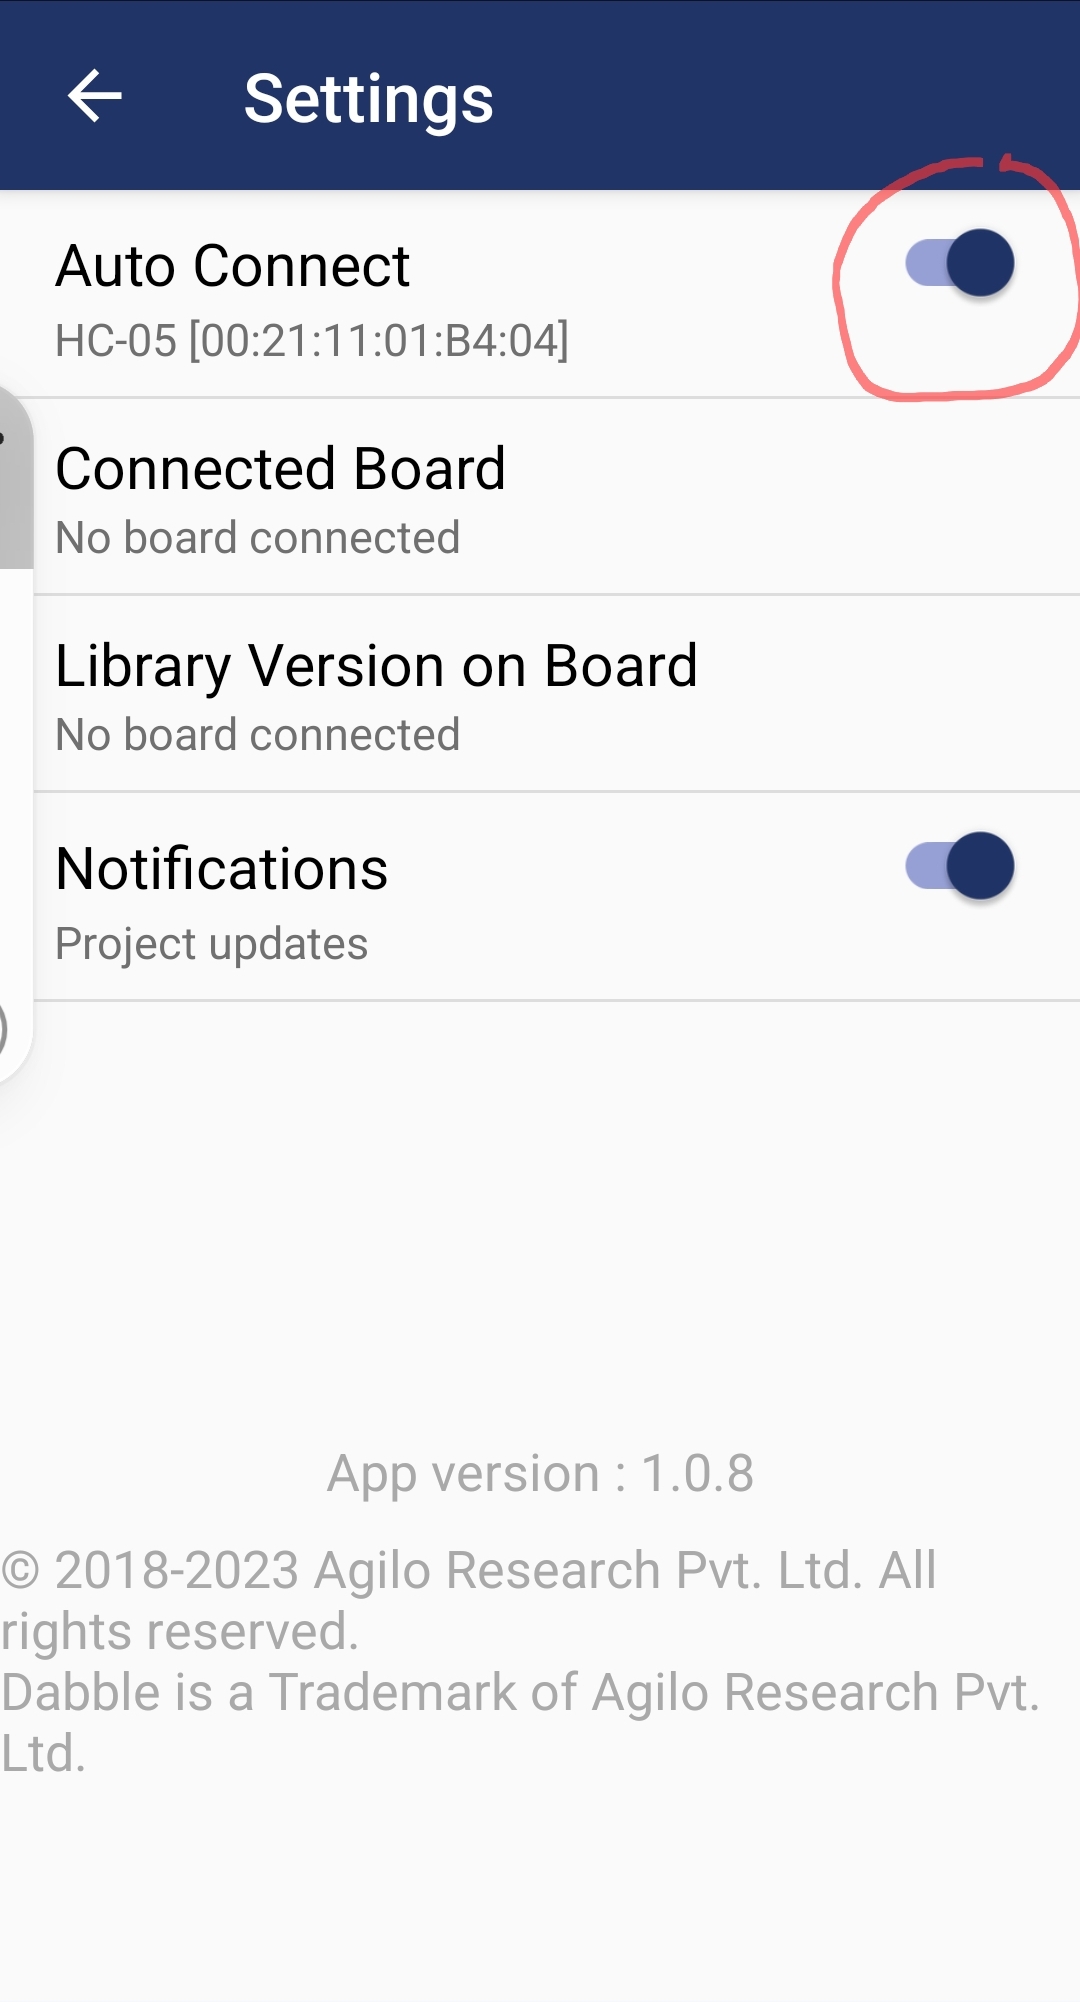 Settings
Auto Connect
HC-05 [00:21:11:01:B4:04]
Connected Board
No board connected
Library Version on Board
No board connected
Notifications
Project updates
App version : 1.0.8
© 2018-2023 Agilo Research Pvt. Ltd. All
rights reserved.
Dabble is a Trademark of Agilo Research Pvt.
Ltd.